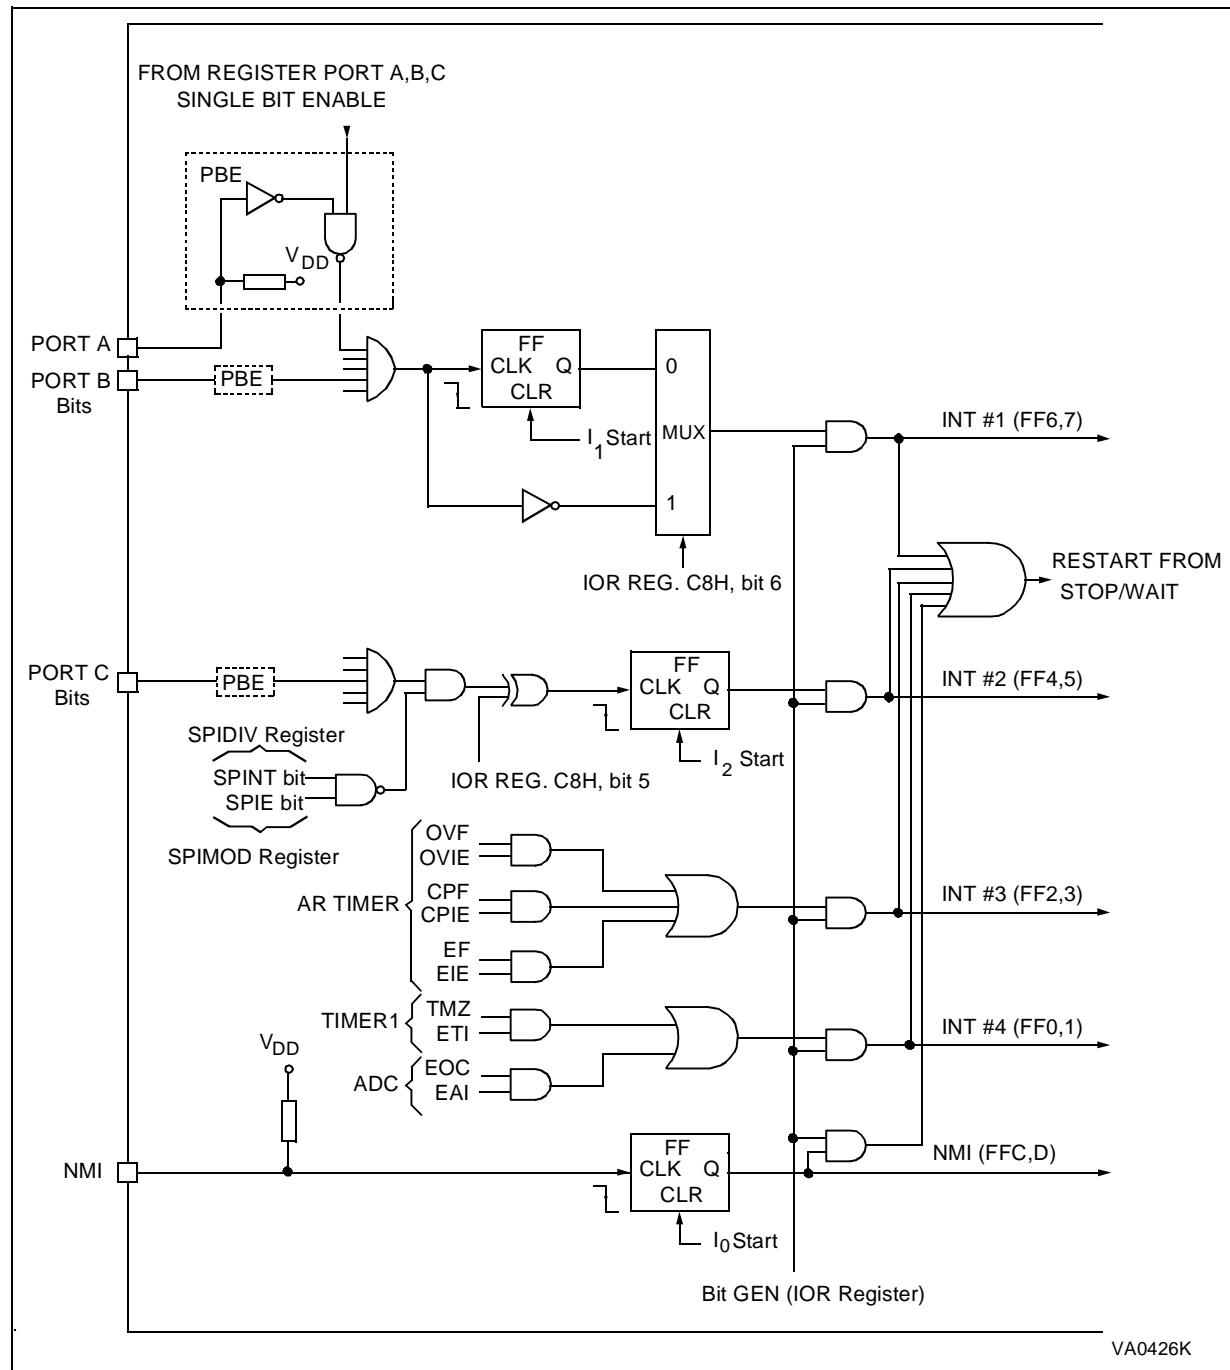 FROM REGISTER PORT A,B,C
SINGLE BIT ENABLE
PBE
VDD
PORT A
PORT B
Bits
PBE
FF
CLK Q
CLR
I1 Start
0
MUX
1
IOR REG. C8H, bit 6
INT #1 (FF6,7)
RESTART FROM
STOP/WAIT
PORT C
Bits
PBE
FF
CLK Q
CLR
I2 Start
INT #2 (FF4,5)
SPIDIV Register
SPINT bit
SPIE bit
SPIMOD Register
IOR REG. C8H, bit 5
AR TIMER
OVF
OVIE
CPF
CPIE
EF
EIE
INT #3 (FF2,3)
TIMER1
TMZ
ETI
ADC
EOC
EAI
INT #4 (FF0,1)
VDD
NMI
FF
CLK Q
CLR
I0 Start
NMI (FFC,D)
Bit GEN (IOR Register)
VA0426K